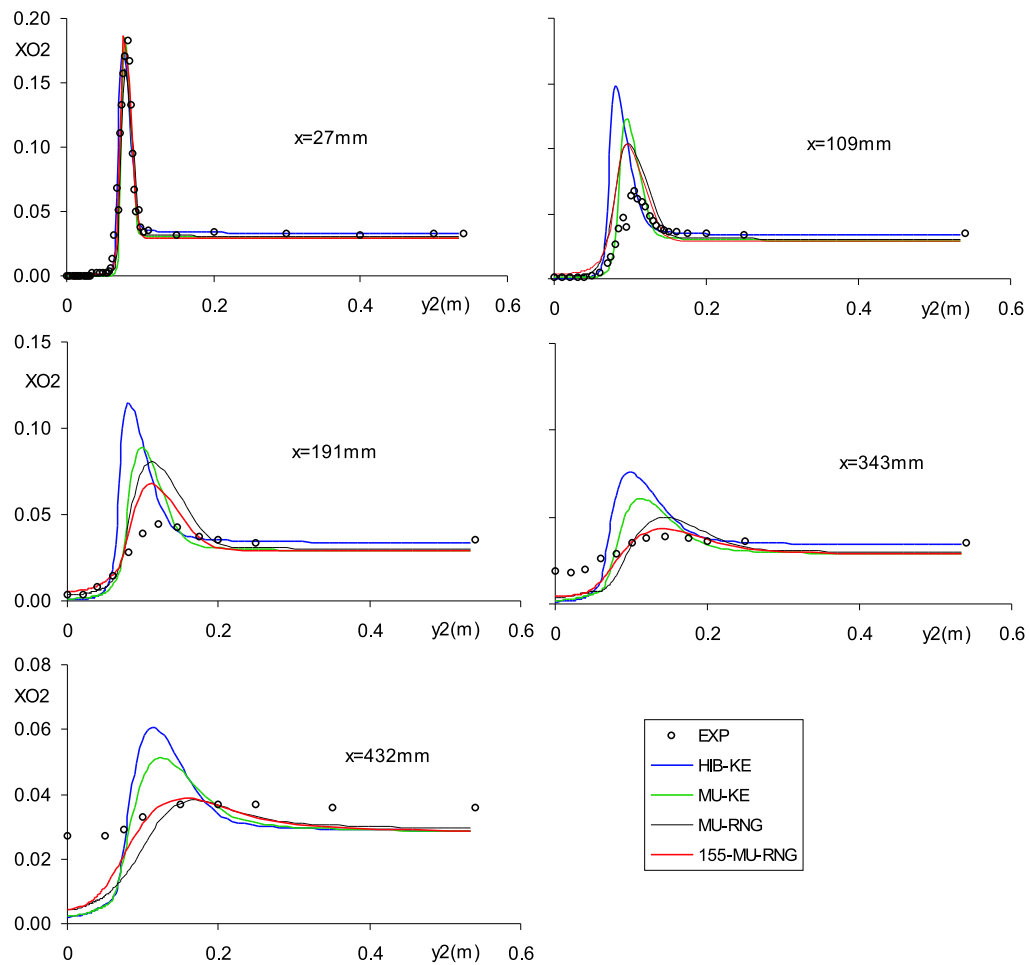 0.20
XO2
0.15
0.10
0.05
0.00
x=27mm
0
0.2
0.4
y2(m)
0.6
x=109mm
0
0.2
0.4
y2(m)
0.6
0.15
XO2
0.10
0.05
0.00
x=191mm
0
0.2
0.4
y2(m)
0.6
x=343mm
0
0.2
0.4
y2(m)
0.6
0.08
XO2
0.06
0.04
0.02
0.00
x=432mm
0
0.2
0.4
y2(m)
0.6
EXP
HIB-KE
MU-KE
MU-RNG
155-MU-RNG